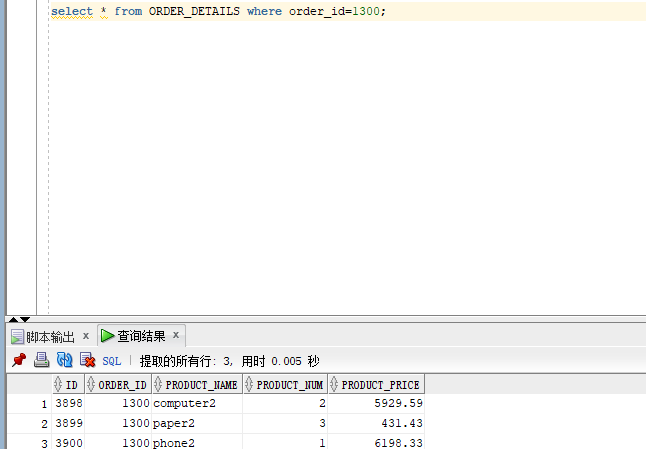 select * from ORDER_DETAILS where order_id=1300;
脚本输出 x 查询结果 x
SQL | 提取的所有行: 3, 用时 0.005 秒
ID ORDER_ID PRODUCT_NAME PRODUCT_NUM PRODUCT_PRICE
1 3898 1300 computer2 2 5929.59
2 3899 1300 paper2 3 431.43
3 3900 1300 phone2 1 6198.33